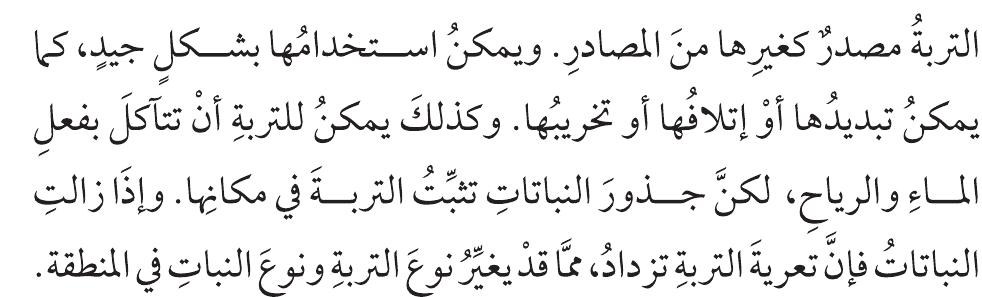 التربةُ مصدرٌ كغيرِها منَ المصادرِ. ويمكنُ استخدامُها بشكلٍ جيدٍ، كما
يمكنُ تبديدُها أوْ إتلافُها أو تخريبُها. وكذلكَ يمكنُ للتربةِ أنْ تتآكلَ بفعلِ
الماءِ والرياحِ، لكنَّ جذورَ النباتاتِ تثبِّتُ التربةَ في مكانِها. وإذَا زالتِ
النباتاتُ فإنَّ تعريةَ التربةِ تزدادُ، ممَّا قدْ يغيِّرُ نوعَ التربةِ ونوعَ النباتِ في المنطقة.